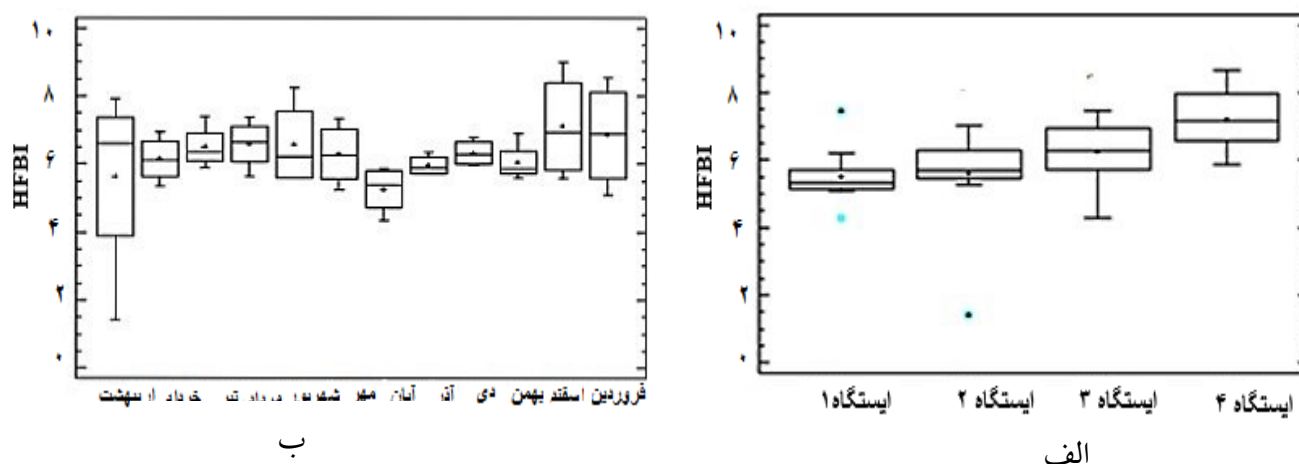 HFBI
۱۰
۸
۶
۴
۲
۰
اردیبهشت خرداد تیر مرداد شهریور مهر آبان آذر دی بهمن اسفند فروردین
ب
HFBI
۱۰
۸
۶
۴
۲
۰
ایستگاه۱ ایستگاه ۲ ایستگاه ۳ ایستگاه ۴
الف